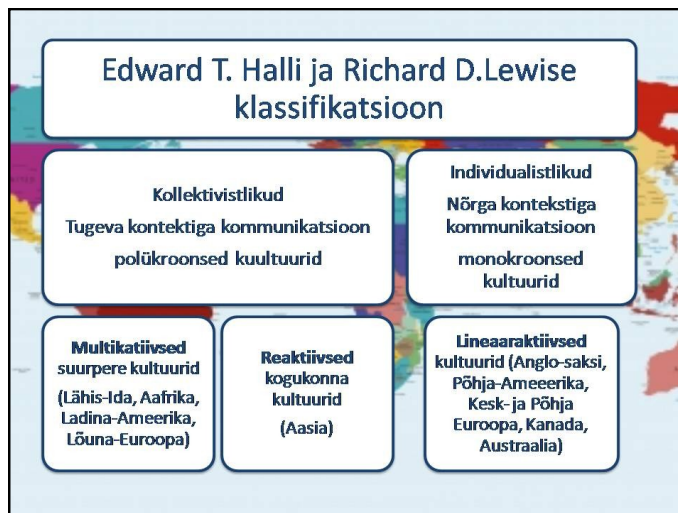 Edward T. Halli ja Richard D.Lewise
klassifikatsioon
Kollektivistlikud
Tugeva kontektiga kommunikatsioon
polükroonsed kuultuurid
Individualistlikud
Nõrga kontekstiga
kommunikatsioon
monokroonsed
kultuurid
Multikatiivsed
suurpere kultuurid
(Lähis-Ida, Aafrika,
Ladina-Ameerika,
Lõuna-Euroopa)
Reaktiivsed
kogukonna
kultuurid
(Aasia)
Lineaaraktiivsed
kultuurid (Anglo-saksi,
Põhja-Ameeerika,
Kesk- ja Põhja
Euroopa, Kanada,
Austraalia)